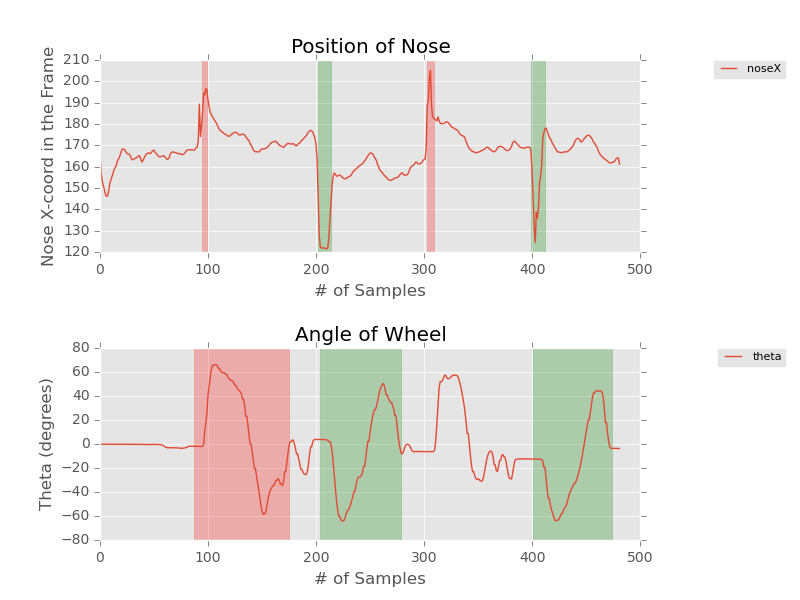 Position of Nose
Nose X-coord in the Frame
210
200
190
180
170
160
150
140
130
120
0 100 200 300 400 500
# of Samples
noseX
Angle of Wheel
Theta (degrees)
80
60
40
20
0
−20
−40
−60
−80
0 100 200 300 400 500
# of Samples
theta